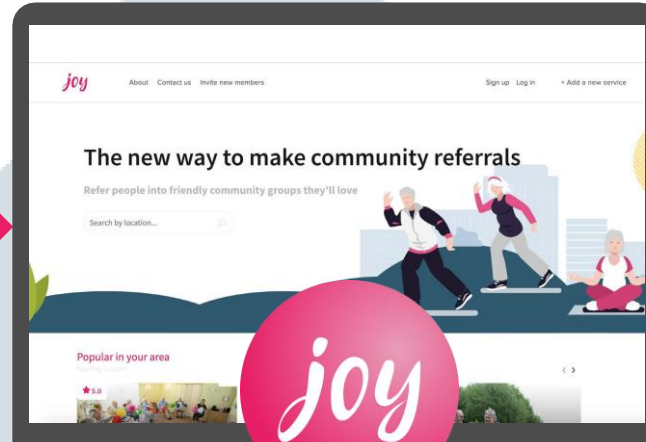 joy
About Contact us Invite new members
Sign up Log in + Add a new service
The new way to make community referrals
Refer people into friendly community groups they'll love
Search by location...
Popular in your area
5.0
joy